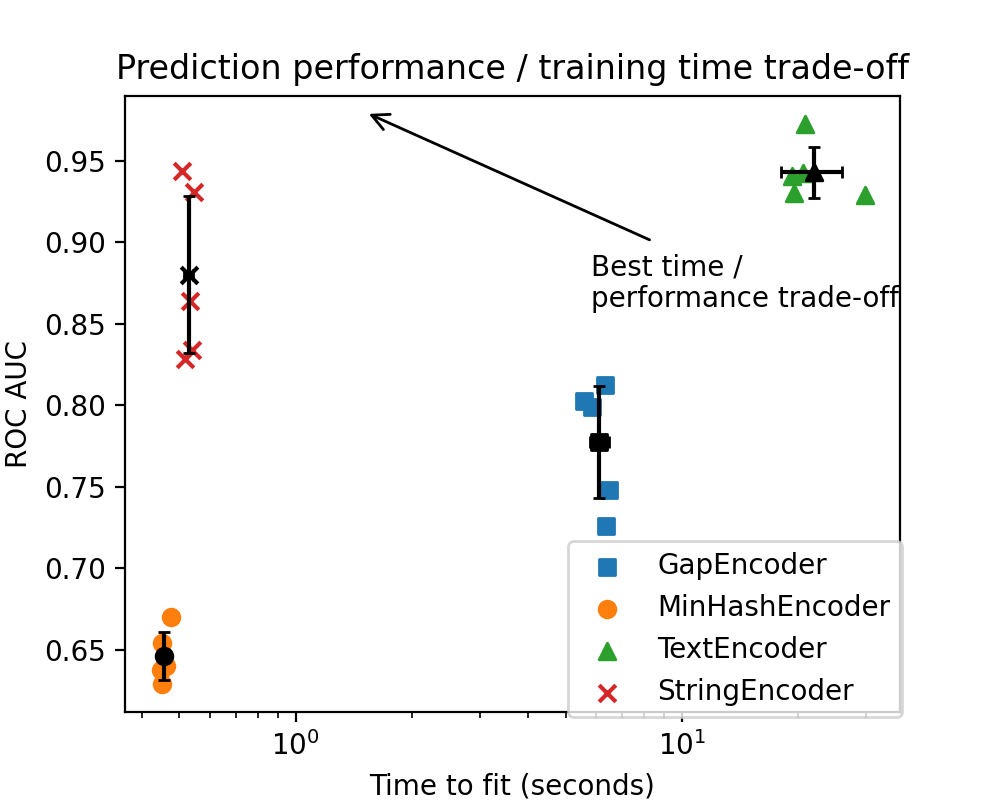 Prediction performance / training time trade-off
ROC AUC
0.95
0.90
0.85
0.80
0.75
0.70
0.65
Best time /
performance trade-off
GapEncoder
MinHashEncoder
TextEncoder
StringEncoder
10⁰
10¹
Time to fit (seconds)